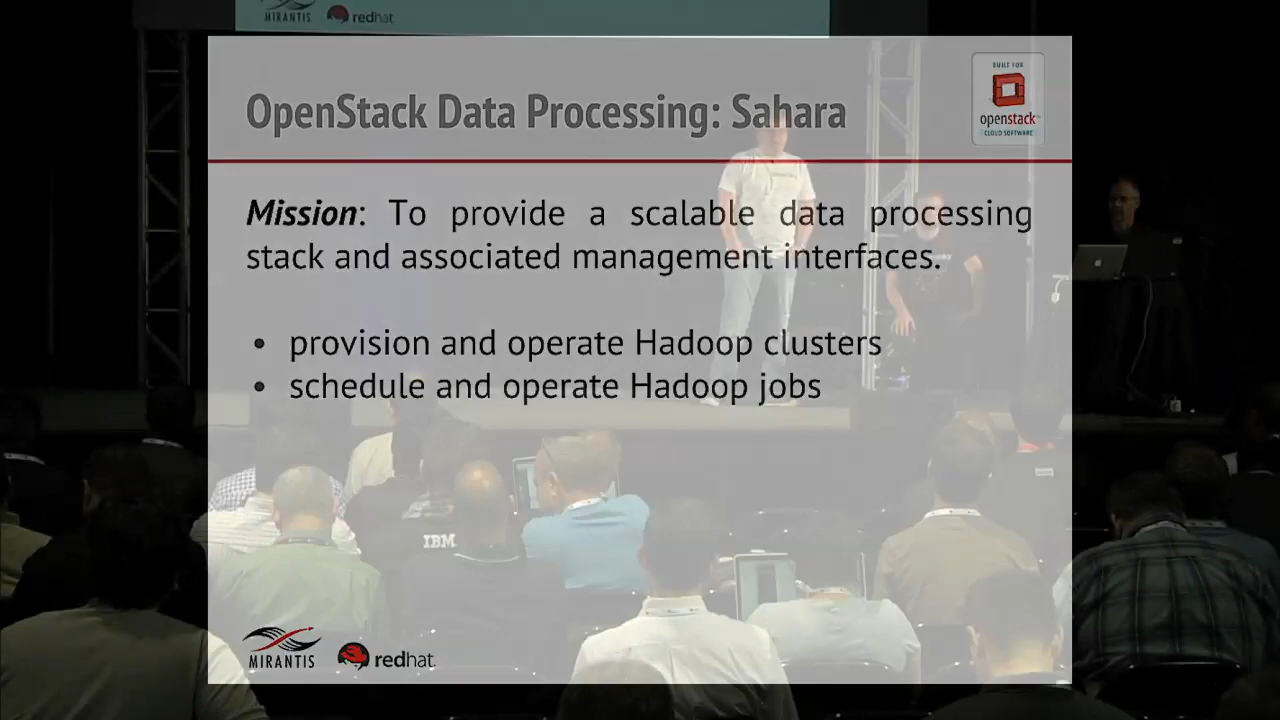 MIRANTIS redhat
BUILT FOR
openstack
CLOUD SOFTWARE
OpenStack Data Processing: Sahara
Mission: To provide a scalable data processing
stack and associated management interfaces.
• provision and operate Hadoop clusters
• schedule and operate Hadoop jobs
IBM
MIRANTIS redhat.